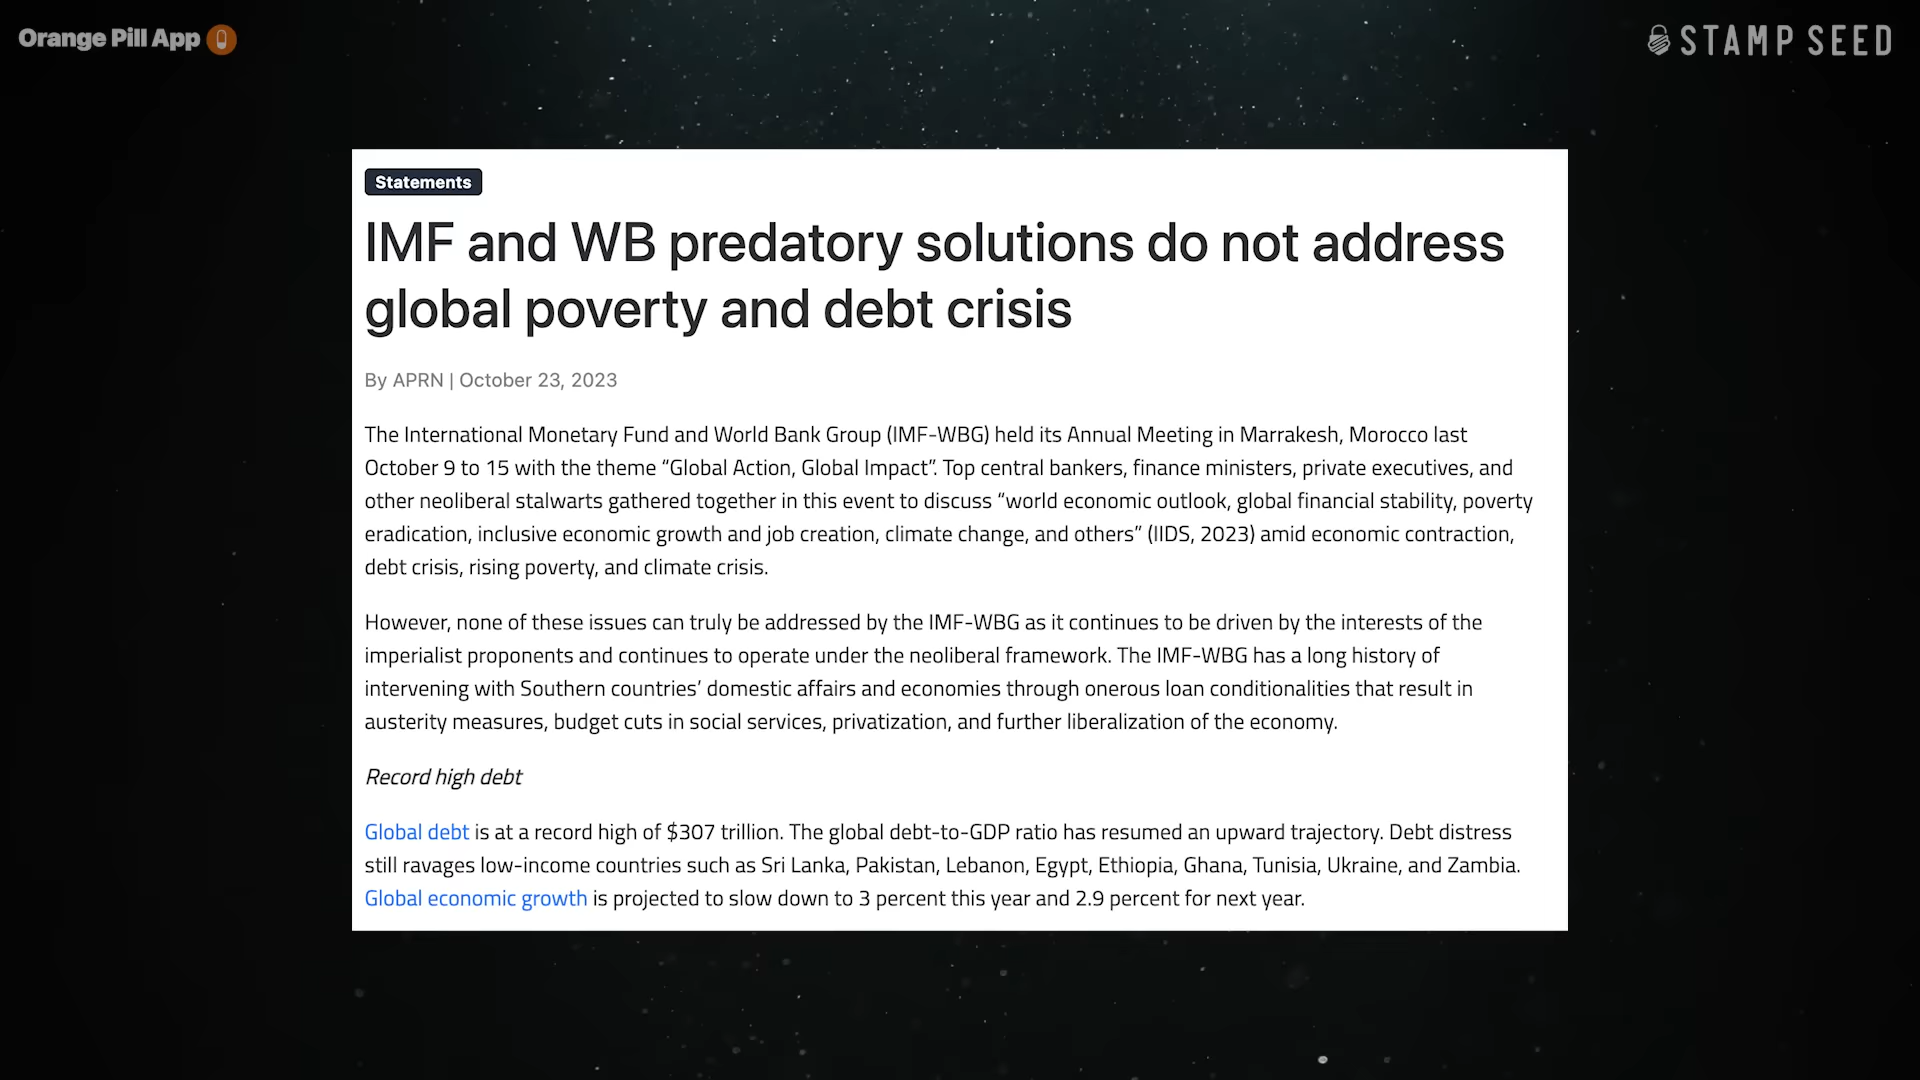 Orange Pill App
STAMP SEED
Statements
IMF and WB predatory solutions do not address
global poverty and debt crisis
By APRN | October 23, 2023
The International Monetary Fund and World Bank Group (IMF-WBG) held its Annual Meeting in Marrakesh, Morocco last
October 9 to 15 with the theme “Global Action, Global Impact”. Top central bankers, finance ministers, private executives, and
other neoliberal stalwarts gathered together in this event to discuss “world economic outlook, global financial stability, poverty
eradication, inclusive economic growth and job creation, climate change, and others” (IIDS, 2023) amid economic contraction,
debt crisis, rising poverty, and climate crisis.
However, none of these issues can truly be addressed by the IMF-WBG as it continues to be driven by the interests of the
imperialist proponents and continues to operate under the neoliberal framework. The IMF-WBG has a long history of
intervening with Southern countries’ domestic affairs and economies through onerous loan conditionalities that result in
austerity measures, budget cuts in social services, privatization, and further liberalization of the economy.
Record high debt
Global debt is at a record high of $307 trillion. The global debt-to-GDP ratio has resumed an upward trajectory. Debt distress
still ravages low-income countries such as Sri Lanka, Pakistan, Lebanon, Egypt, Ethiopia, Ghana, Tunisia, Ukraine, and Zambia.
Global economic growth is projected to slow down to 3 percent this year and 2.9 percent for next year.